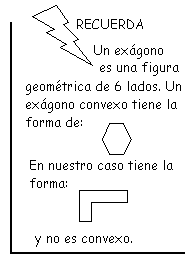 RECUERDA
Un exágono
es una figura
geométrica de 6 lados. Un
exágono convexo tiene la
forma de:
En nuestro caso tiene la
forma:
y no es convexo.